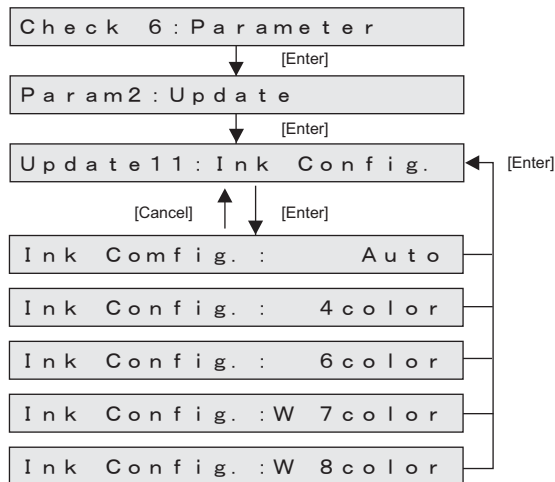 Check 6:Parameter
[Enter]
Param2:Update
[Enter]
Update11:Ink Config.
[Enter]
[Cancel] [Enter]
Ink Comfig. : Auto
Ink Config. : 4color
Ink Config. : 6color
Ink Config. :W 7color
Ink Config. :W 8color